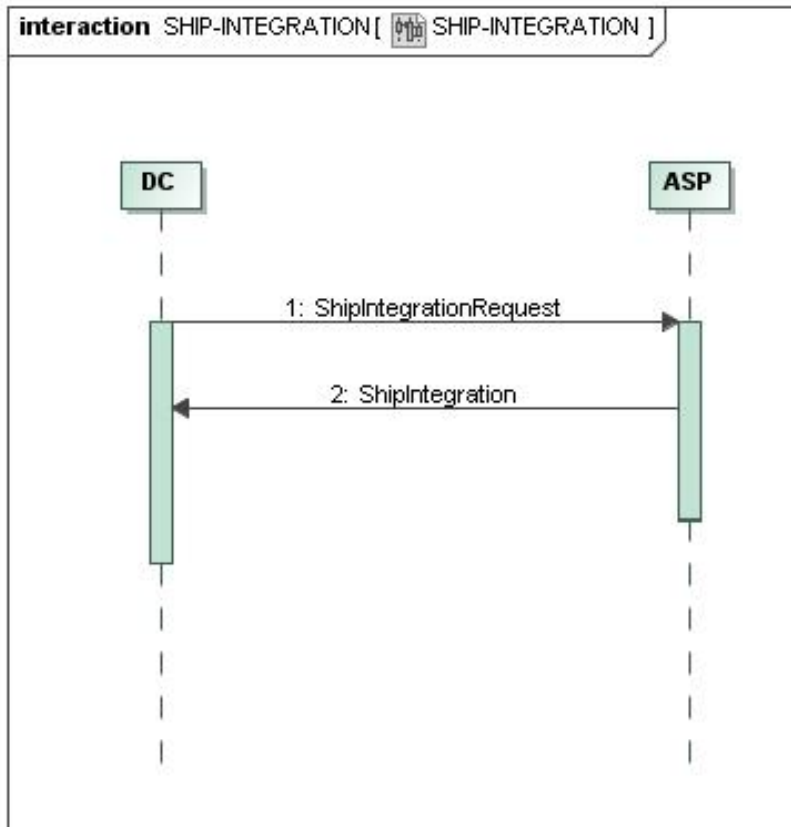 interaction SHIP-INTEGRATION[ SHIP-INTEGRATION ]
DC
ASP
1: ShipIntegrationRequest
2: ShipIntegration